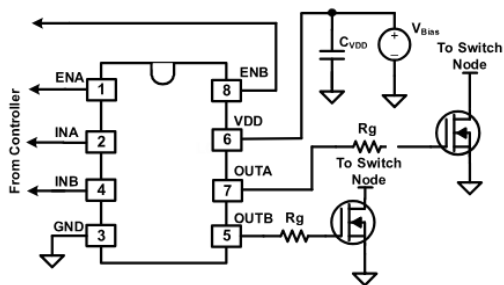 ENA
1
INA
2
INB
4
GND
3
From Controller
ENB
8
VDD
6
OUTA
7
OUTB
5
CVDD
VBias
To Switch
Node
Rg
To Switch
Node
Rg